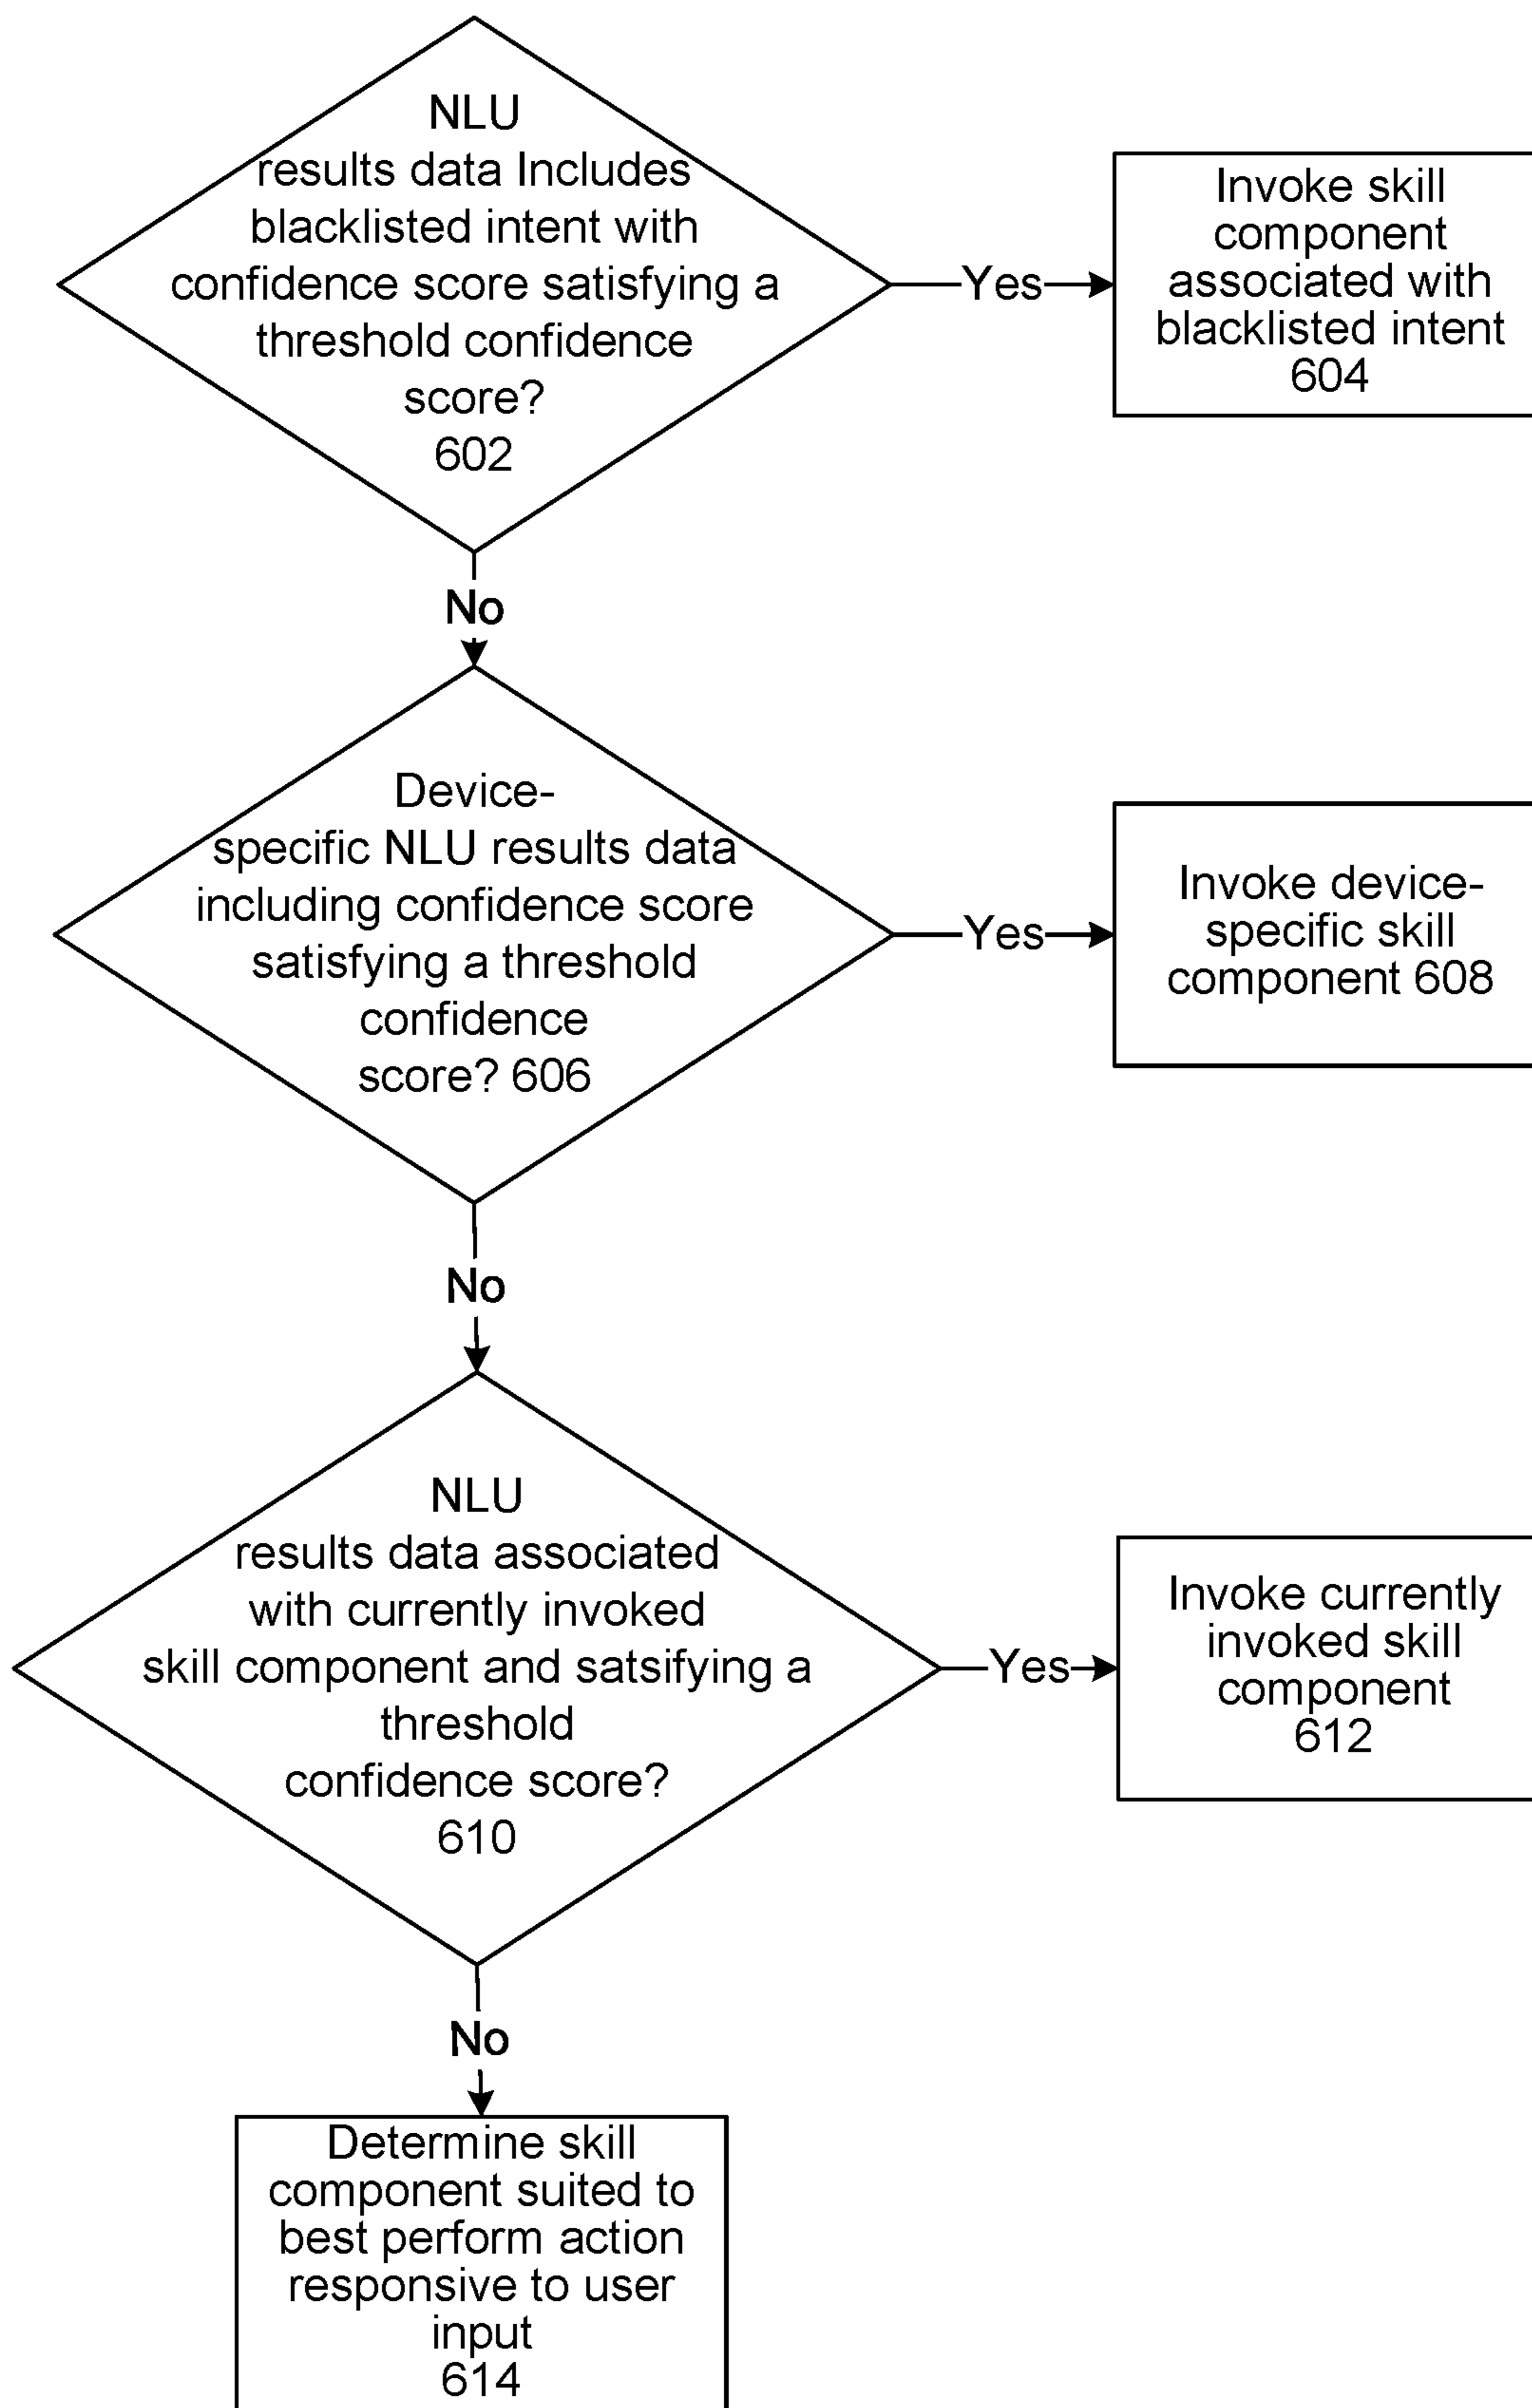 NLU
results data Includes
blacklisted intent with
confidence score satisfying a
threshold confidence
score?
602
Yes
Invoke skill
component
associated with
blacklisted intent
604
No
Device-
specific NLU results data
including confidence score
satisfying a threshold
confidence
score? 606
Yes
Invoke device-
specific skill
component 608
No
NLU
results data associated
with currently invoked
skill component and satsifying a
threshold
confidence score?
610
Yes
Invoke currently
invoked skill
component
612
No
Determine skill
component suited to
best perform action
responsive to user
input
614